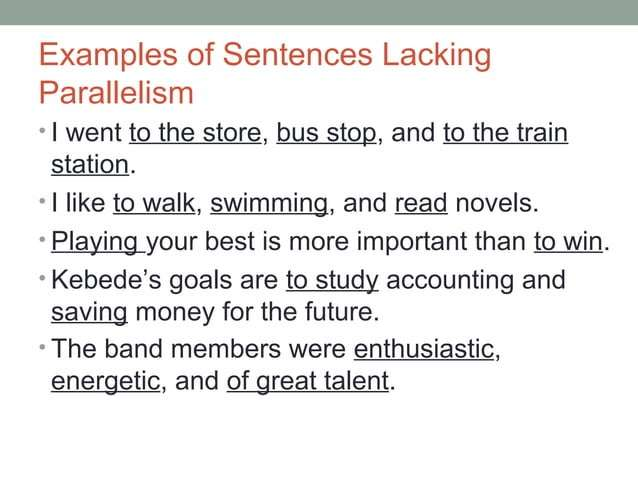 Examples of Sentences Lacking
Parallelism
• I went to the store, bus stop, and to the train
station.
• I like to walk, swimming, and read novels.
• Playing your best is more important than to win.
• Kebede’s goals are to study accounting and
saving money for the future.
• The band members were enthusiastic,
energetic, and of great talent.